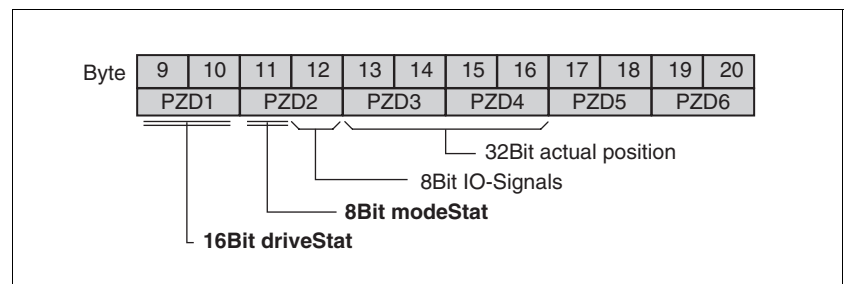 Byte 9 10 11 12 13 14 15 16 17 18 19 20
PZD1 PZD2 PZD3 PZD4 PZD5 PZD6
32Bit actual position
8Bit IO-Signals
8Bit modeStat
16Bit driveStat